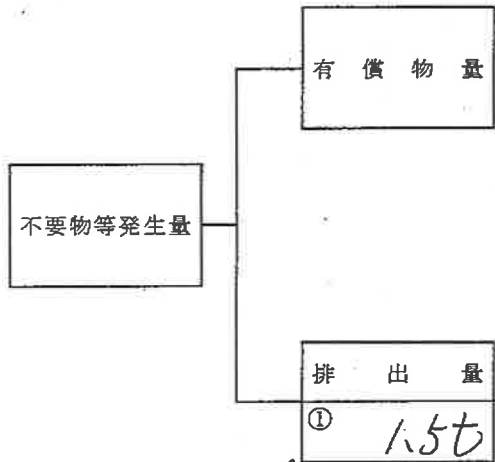 有償物量
不要物等発生量
排出量
① 1.5t